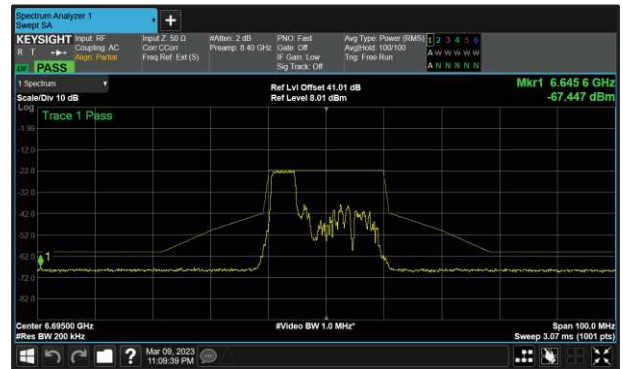 Spectrum Analyzer 1
Swept SA
+
KEYSIGHT Input: RF Input Z: 50 Ω #Atten: 2 dB PNO: Fast Avg Type: Power (RMS) 1 2 3 4 5 6
R T Coupling: AC Corr CCorr Preamp: 8.40 GHz Gate: Off Avg|Hold: 100/100 A W W W W W
Align: Partial Freq Ref: Ext (S) IF Gain: Low Trig: Free Run
PASS Sig Track: Off A N N N N N
1 Spectrum Ref Lvl Offset 41.01 dB Mkr1 6.645 6 GHz
Scale/Div 10 dB Ref Level 8.01 dBm -67.447 dBm
Log
Trace 1 Pass
-1.99
-12.0
-22.0
-32.0
-42.0
-52.0
-62.0
1
-72.0
-82.0
Center 6.69500 GHz #Video BW 1.0 MHz* Span 100.0 MHz
#Res BW 200 kHz Sweep 3.07 ms (1001 pts)
? Mar 09, 2023
11:09:39 PM